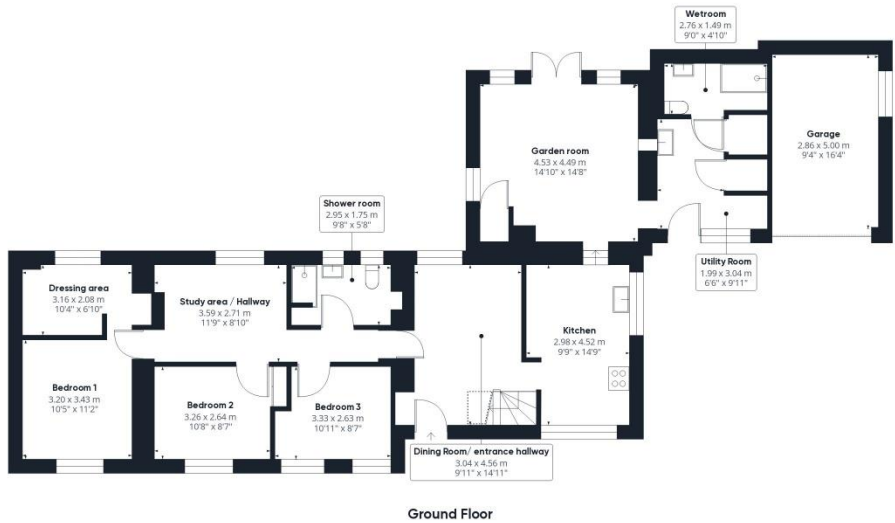 Wetroom
2.76 x 1.49 m
9'0" x 4'10"
Garage
2.86 x 5.00 m
9'4" x 16'4"
Garden room
4.53 x 4.49 m
14'10" x 14'8"
Shower room
2.95 x 1.75 m
9'8" x 5'8"
Utility Room
1.99 x 3.04 m
6'6" x 9'11"
Dressing area
3.16 x 2.08 m
10'4" x 6'10"
Study area / Hallway
3.59 x 2.71 m
11'9" x 8'10"
Kitchen
2.98 x 4.52 m
9'9" x 14'9"
Bedroom 1
3.20 x 3.43 m
10'5" x 11'2"
Bedroom 2
3.26 x 2.64 m
10'8" x 8'7"
Bedroom 3
3.33 x 2.63 m
10'11" x 8'7"
Dining Room/ entrance hallway
3.04 x 4.56 m
9'11" x 14'11"
Ground Floor